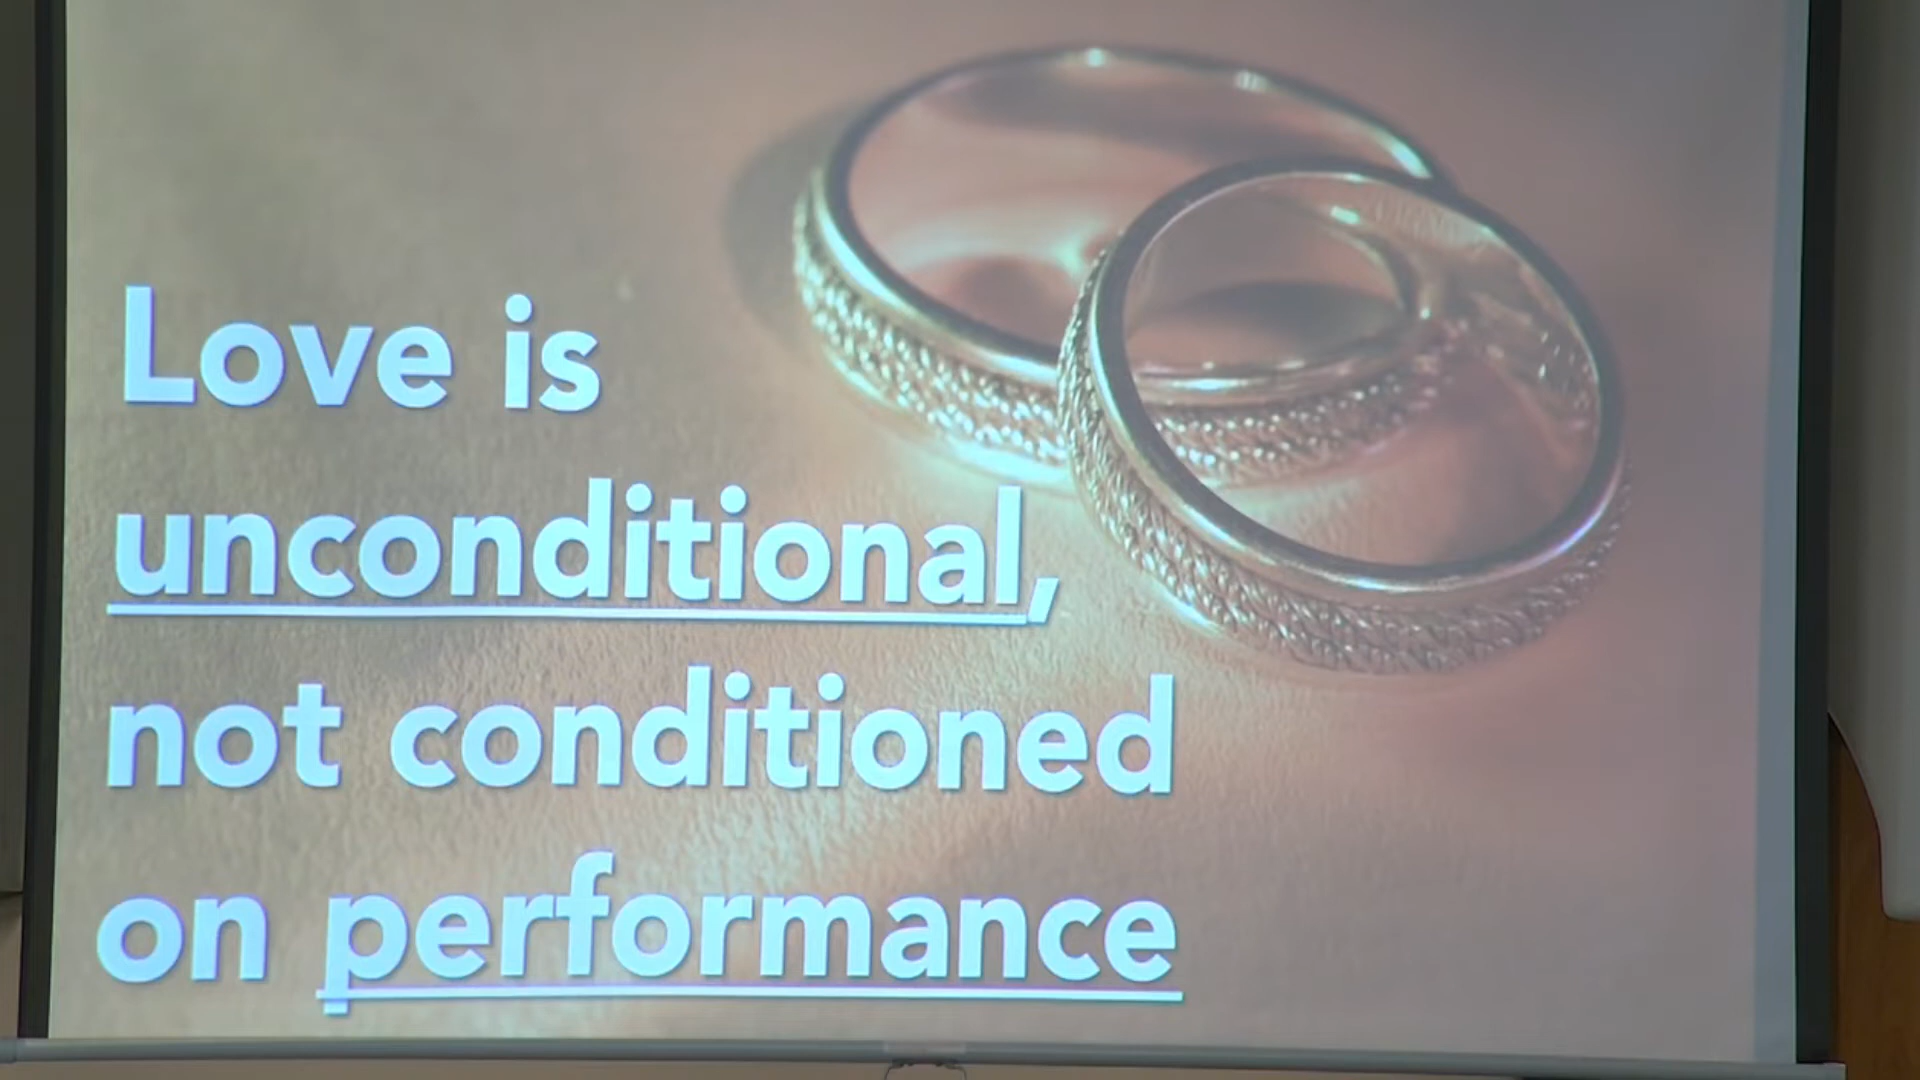 Love is
unconditional,
not conditioned
on performance